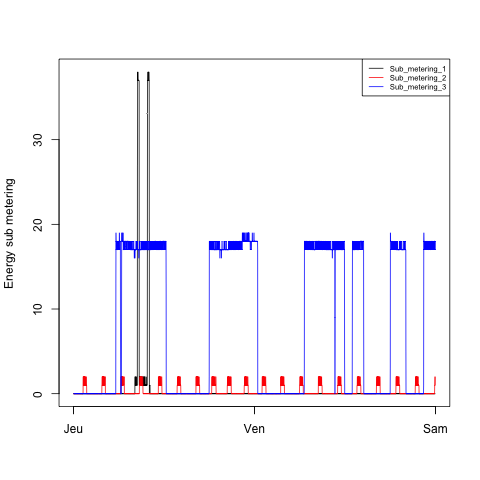 Sub_metering_1
Sub_metering_2
Sub_metering_3
Energy sub metering
30
20
10
0
Jeu Ven Sam